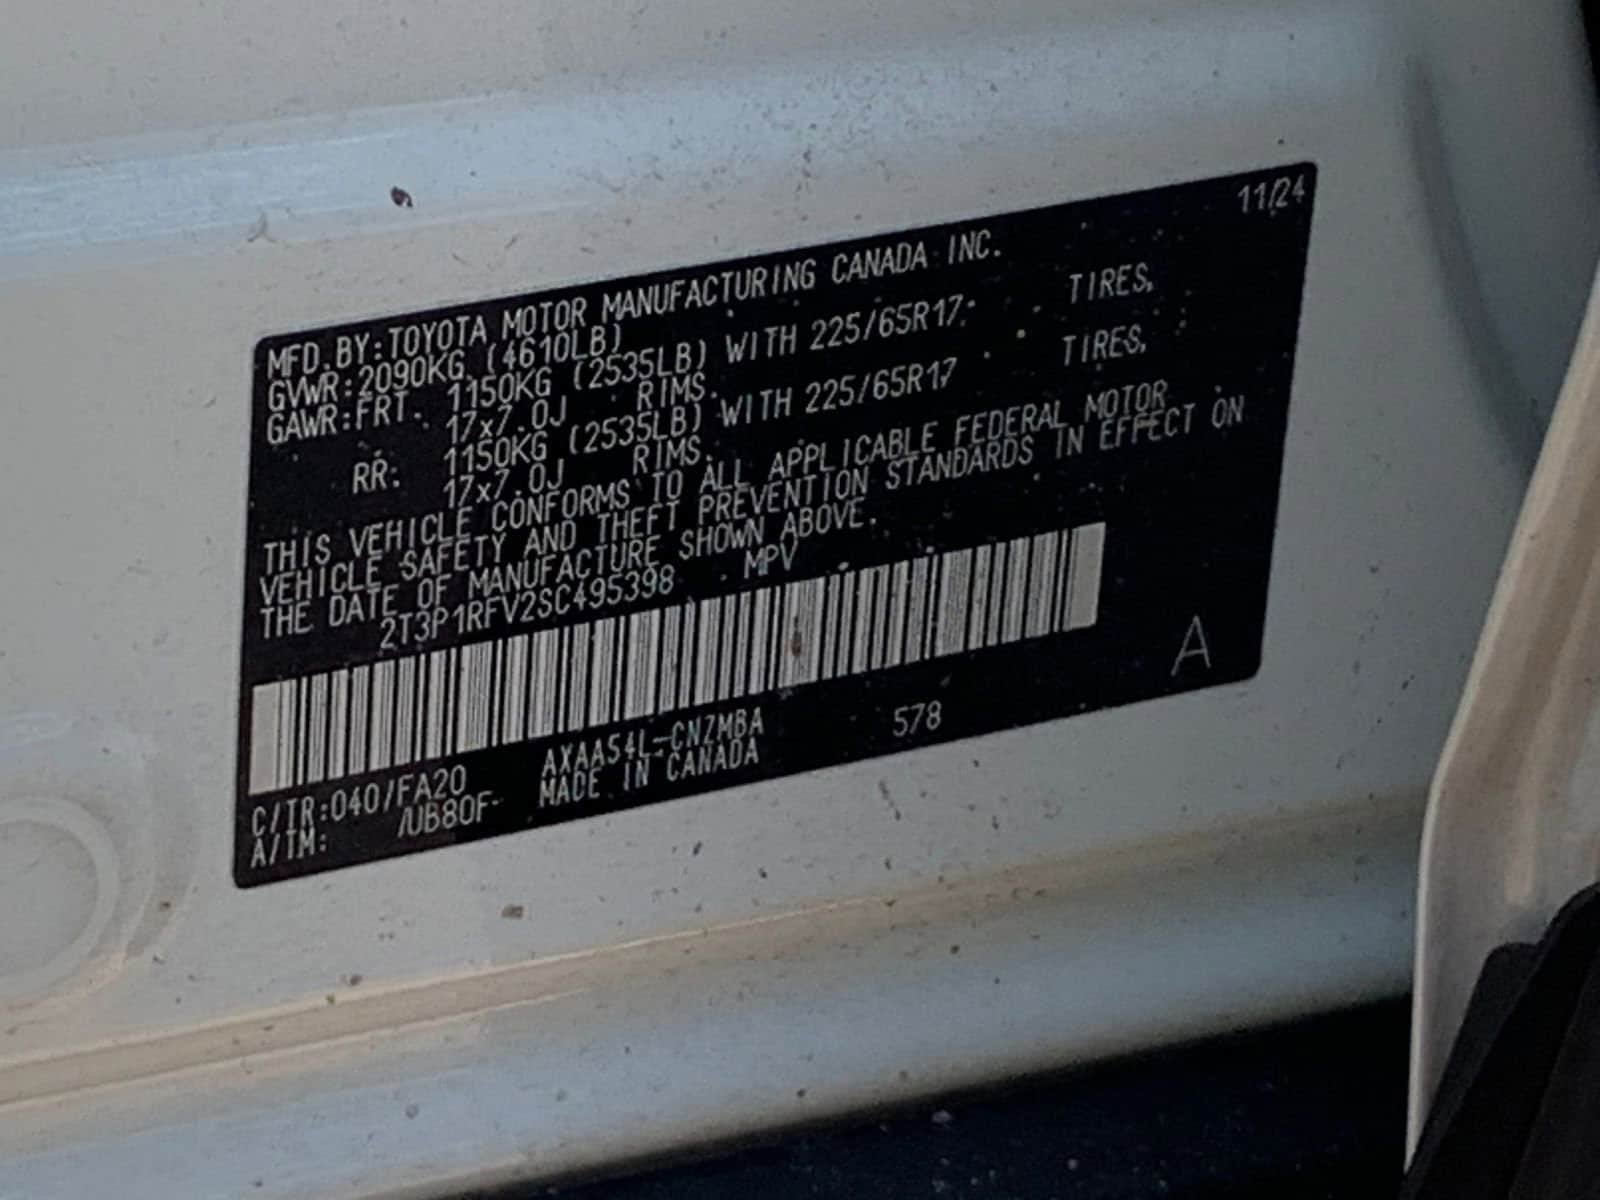 11/24
MFD.BY:TOYOTA MOTOR MANUFACTURING CANADA INC.
GVWR:2090KG (4610LB)
GAWR:FRT. 1150KG (2535LB) WITH 225/65R17 TIRES,
17x7.0J RIMS.
RR: 1150KG (2535LB) WITH 225/65R17 TIRES,
17x7.0J RIMS.
THIS VEHICLE CONFORMS TO ALL APPLICABLE FEDERAL MOTOR
VEHICLE SAFETY AND THEFT PREVENTION STANDARDS IN EFFECT ON
THE DATE OF MANUFACTURE SHOWN ABOVE.
2T3P1RFV2SC495398 MPV
A
C/TR:040/FA20 AXAA54L-CNZMBA 578
A/TM: /UB80F MADE IN CANADA